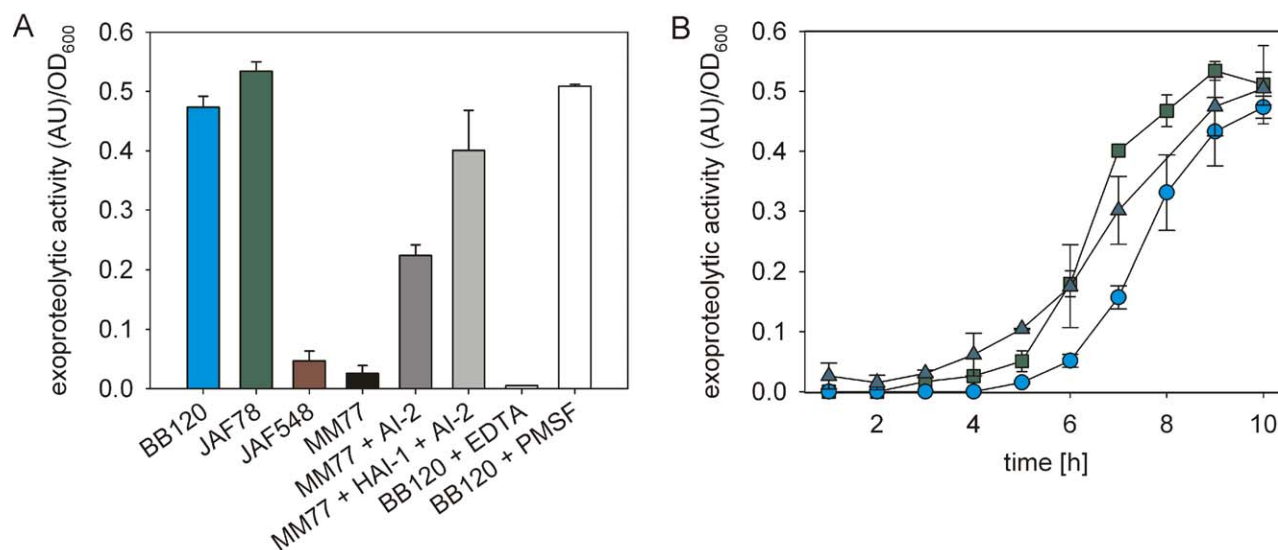 A
exoproteolytic activity (AU)/OD600
0.6
0.5
0.4
0.3
0.2
0.1
0.0
BB120
JAF78
JAF548
MM77
MM77 + AI-2
MM77 + HAI-1 + AI-2
BB120 + EDTA
BB120 + PMSF
B
exoproteolytic activity (AU)/OD600
0.6
0.5
0.4
0.3
0.2
0.1
0.0
2 4 6 8 10
time [h]